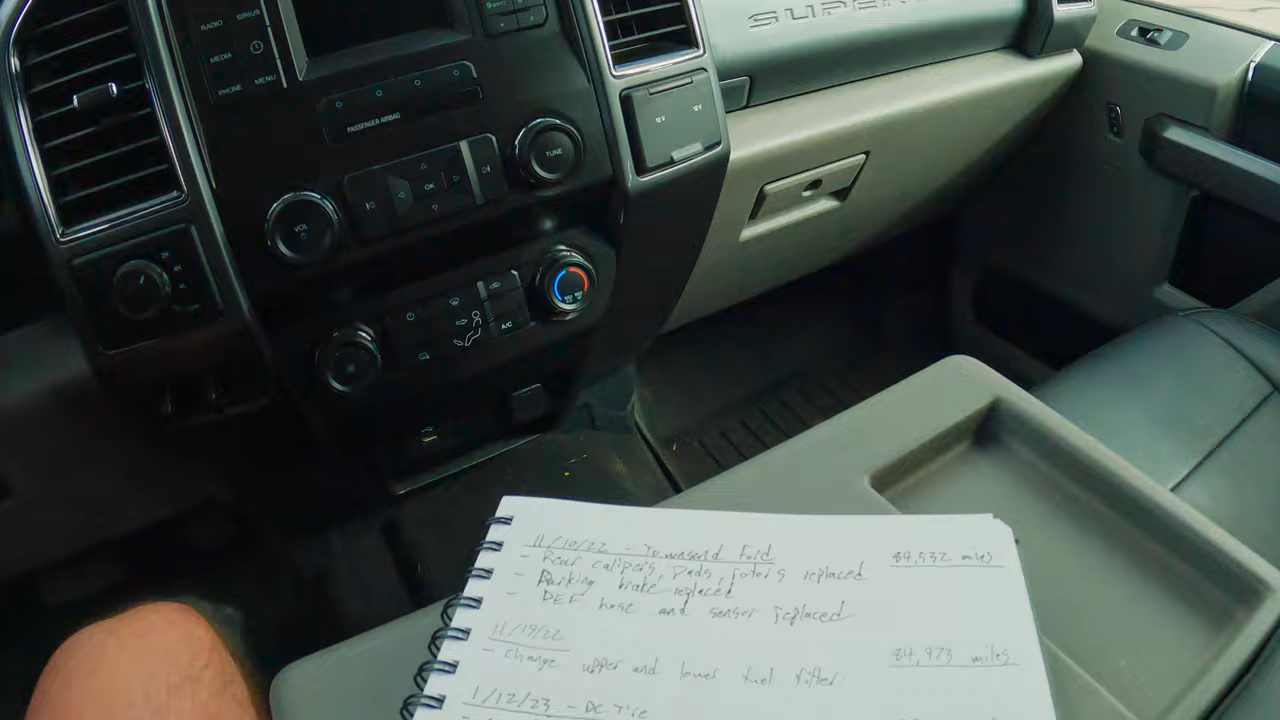 RADIO
SIRIUS
MEDIA
PHONE
MENU
PASSENGER AIRBAG
TUNE
OK
VOL
A/C
12V
12V
SUPER
11/10/22 - Townsend Ford 84,532 miles
- Rear calipers, Pads, rotors replaced
- Parking brake replaced
- DEF hose and sensor replaced
11/19/22 84,973 miles
- Change upper and lower fuel filter
1/12/23 - DC Tire